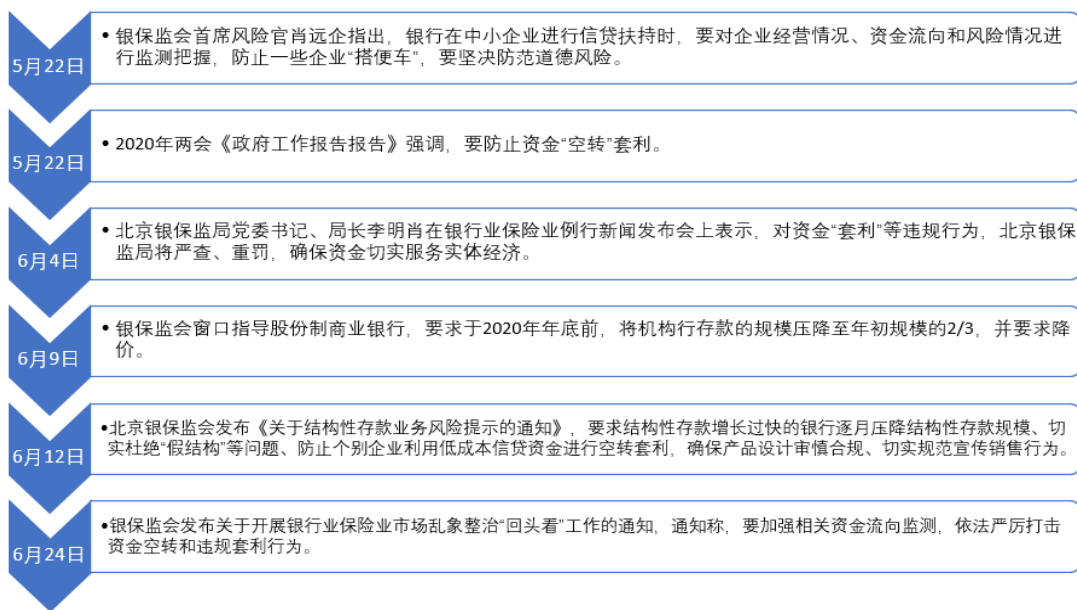 5月22日
• 银保监会首席风险官肖远企指出，银行在中小企业进行信贷扶持时，要对企业经营情况、资金流向和风险情况进
行监测把握，防止一些企业“搭便车”，要坚决防范道德风险。
5月22日
• 2020年两会《政府工作报告报告》强调，要防止资金“空转”套利。
6月4日
• 北京银保监局党委书记、局长李明肖在银行业保险业例行新闻发布会上表示，对资金“套利”等违规行为，北京银保
监局将严查、重罚，确保资金切实服务实体经济。
6月9日
• 银保监会窗口指导股份制商业银行，要求于2020年年底前，将机构行存款的规模压降至年初规模的2/3，并要求降
价。
6月12日
•北京银保监会发布《关于结构性存款业务风险提示的通知》，要求结构性存款增长过快的银行逐月压降结构性存款规模、切
实杜绝“假结构”等问题、防止个别企业利用低成本信贷资金进行空转套利，确保产品设计审慎合规、切实规范宣传销售行为。
6月24日
•银保监会发布关于开展银行业保险业市场乱象整治“回头看”工作的通知，通知称，要加强相关资金流向监测，依法严厉打击
资金空转和违规套利行为。